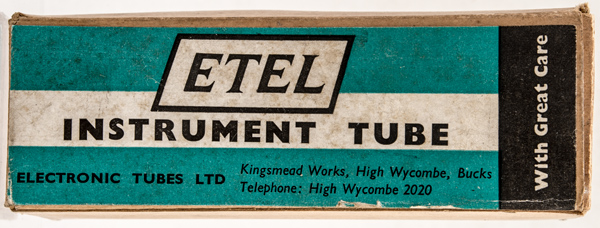 ETEL
INSTRUMENT TUBE
ELECTRONIC TUBES LTD
Kingsmead Works, High Wycombe, Bucks
Telephone: High Wycombe 2020
With Great Care